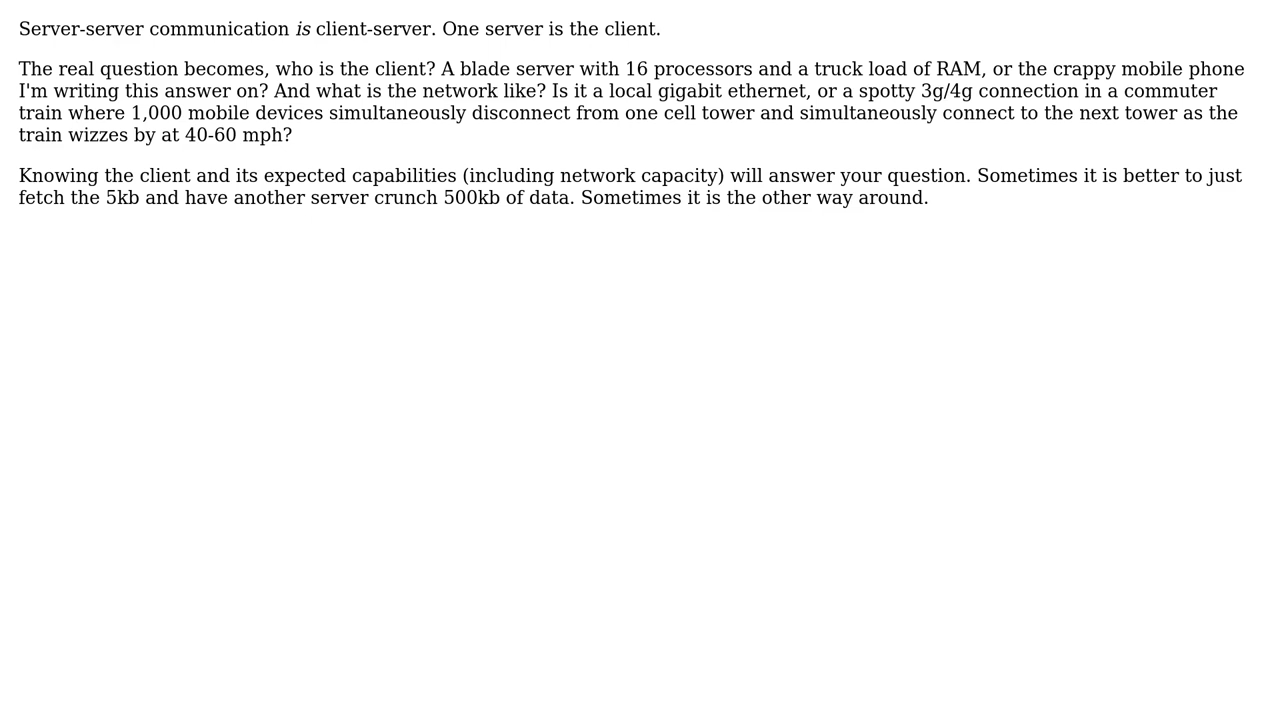 Server-server communication is client-server. One server is the client.
The real question becomes, who is the client? A blade server with 16 processors and a truck load of RAM, or the crappy mobile phone
I'm writing this answer on? And what is the network like? Is it a local gigabit ethernet, or a spotty 3g/4g connection in a commuter
train where 1,000 mobile devices simultaneously disconnect from one cell tower and simultaneously connect to the next tower as the
train wizzes by at 40-60 mph?
Knowing the client and its expected capabilities (including network capacity) will answer your question. Sometimes it is better to just
fetch the 5kb and have another server crunch 500kb of data. Sometimes it is the other way around.